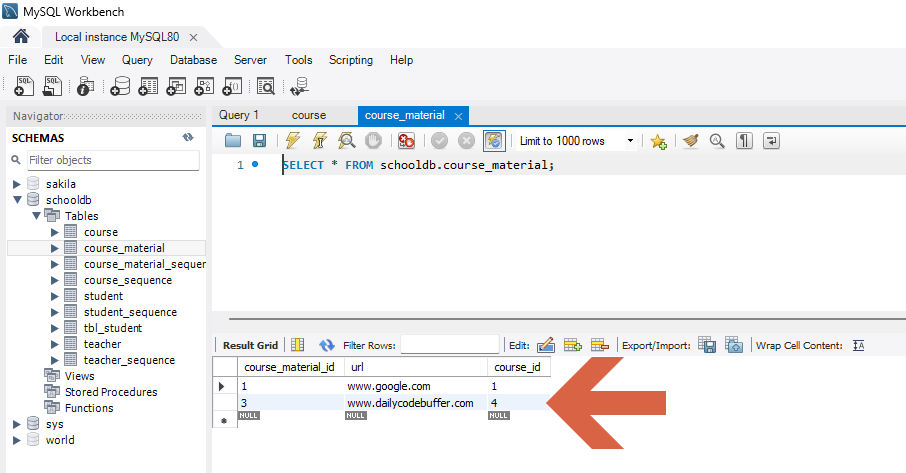 MySQL Workbench
Local instance MySQL80
File Edit View Query Database Server Tools Scripting Help
Navigator
SCHEMAS
Filter objects
sakila
schooldb
Tables
course
course_material
course_material_sequen
course_sequence
student
student_sequence
tbl_student
teacher
teacher_sequence
Views
Stored Procedures
Functions
sys
world
Query 1 course course_material
Limit to 1000 rows
1 SELECT * FROM schooldb.course_material;
Result Grid Filter Rows: Edit: Export/Import: Wrap Cell Content:
course_material_id url course_id
1 www.google.com 1
3 www.dailycodebuffer.com 4
NULL NULL NULL